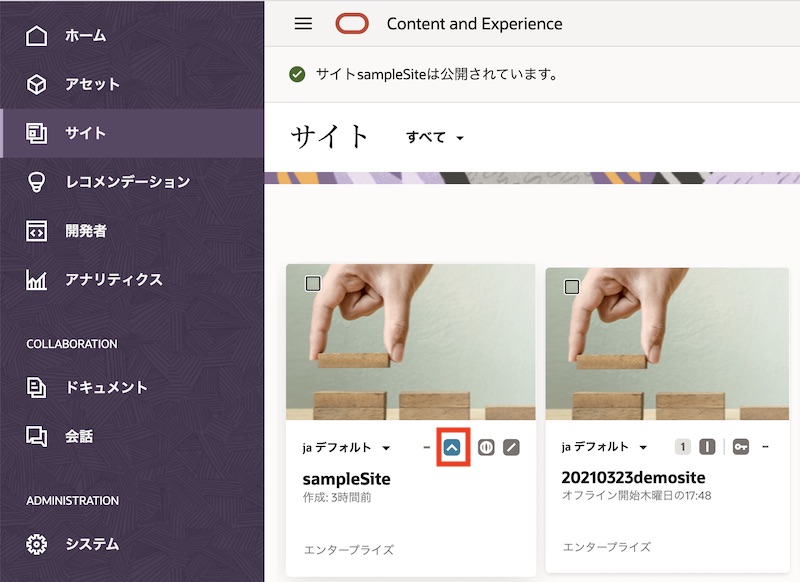 ホーム
アセット
サイト
レコメンデーション
開発者
アナリティクス
COLLABORATION
ドキュメント
会話
ADMINISTRATION
システム
Content and Experience
サイトsampleSiteは公開されています。
サイト
すべて
ja デフォルト
sampleSite
作成: 3時間前
エンタープライズ
ja デフォルト
1
20210323demosite
オフライン開始木曜日の17:48
エンタープライズ